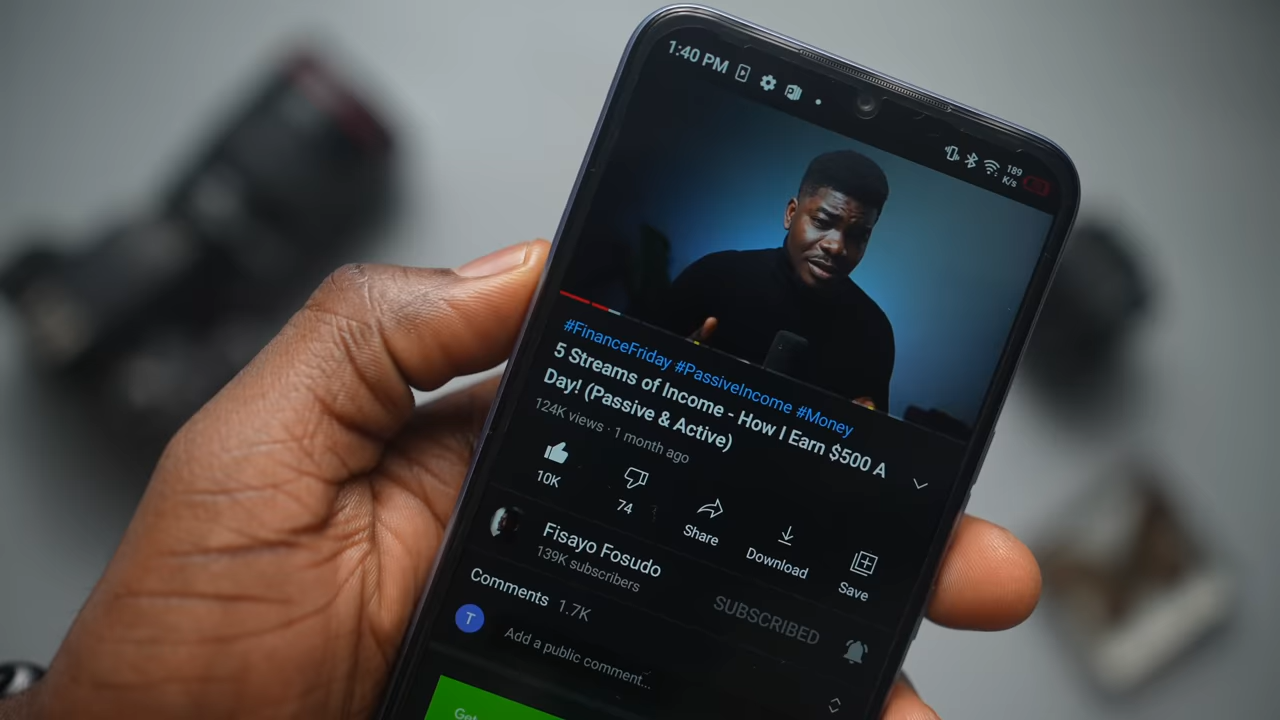 1:40 PM
189
K/s
#FinanceFriday #PassiveIncome #Money
5 Streams of Income - How I Earn $500 A
Day! (Passive & Active)
124K views · 1 month ago
10K
74
Share
Download
Save
Fisayo Fosudo
139K subscribers
SUBSCRIBED
Comments 1.7K
T
Add a public comment...